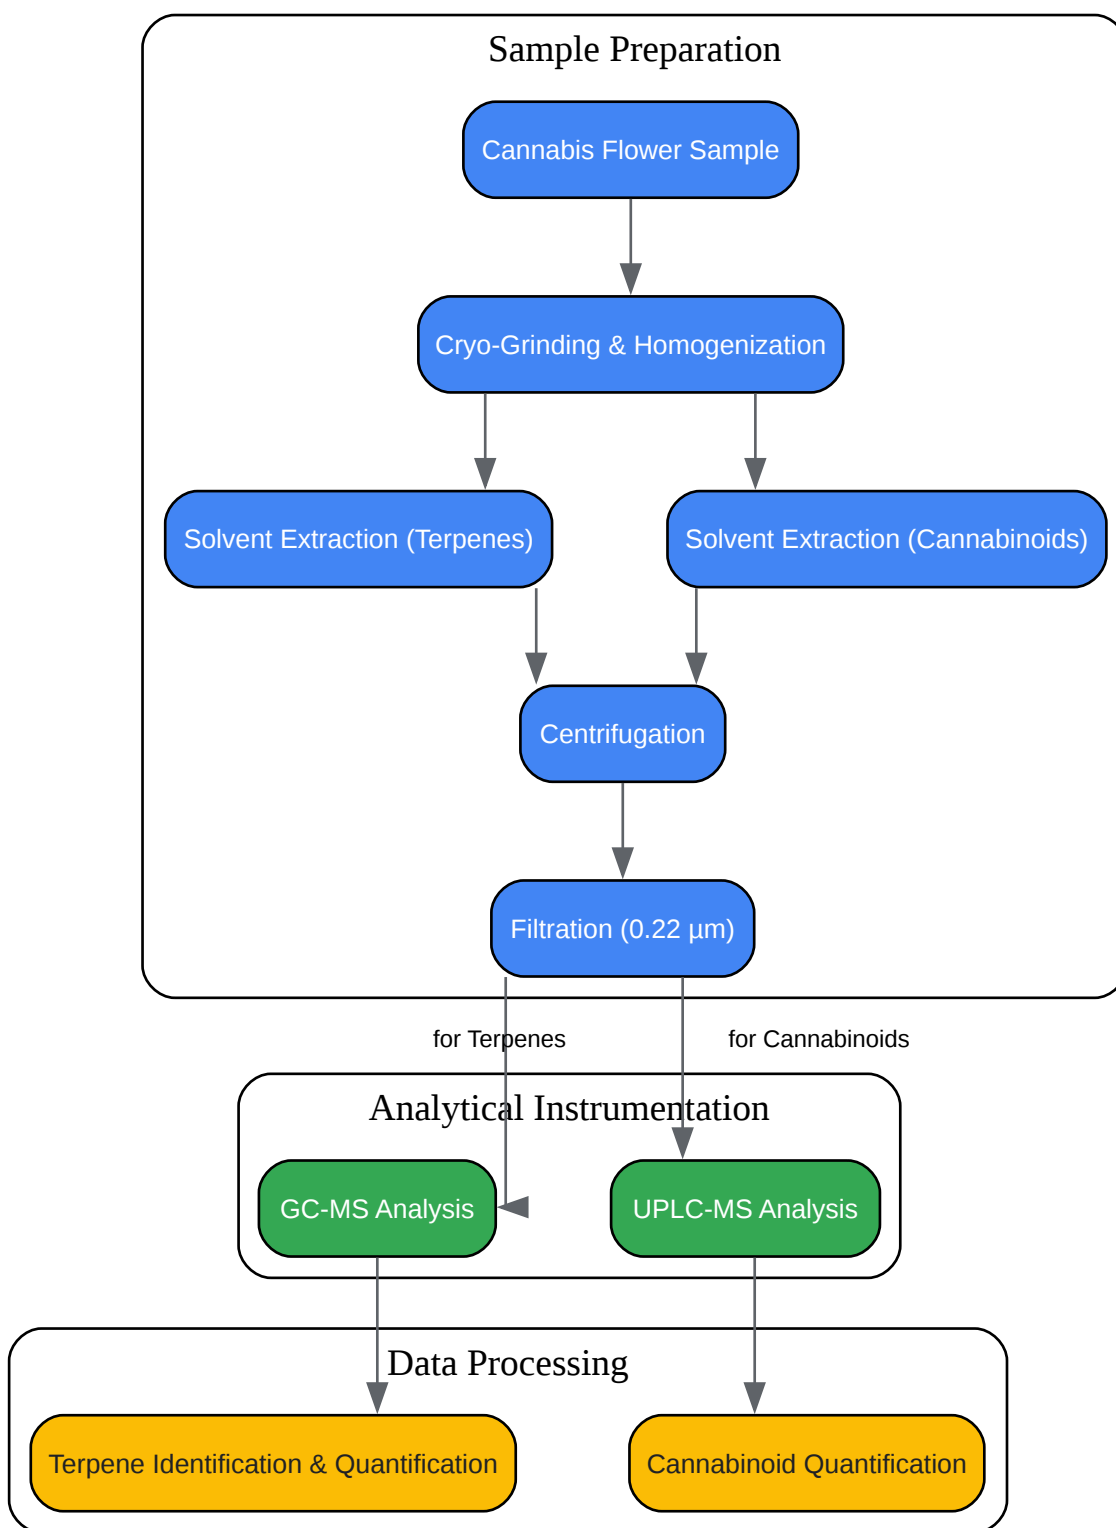 Sample Preparation
Cannabis Flower Sample
Cryo-Grinding & Homogenization
Solvent Extraction (Terpenes)
Solvent Extraction (Cannabinoids)
Centrifugation
Filtration (0.22 µm)
for Terpenes
for Cannabinoids
Analytical Instrumentation
GC-MS Analysis
UPLC-MS Analysis
Data Processing
Terpene Identification & Quantification
Cannabinoid Quantification